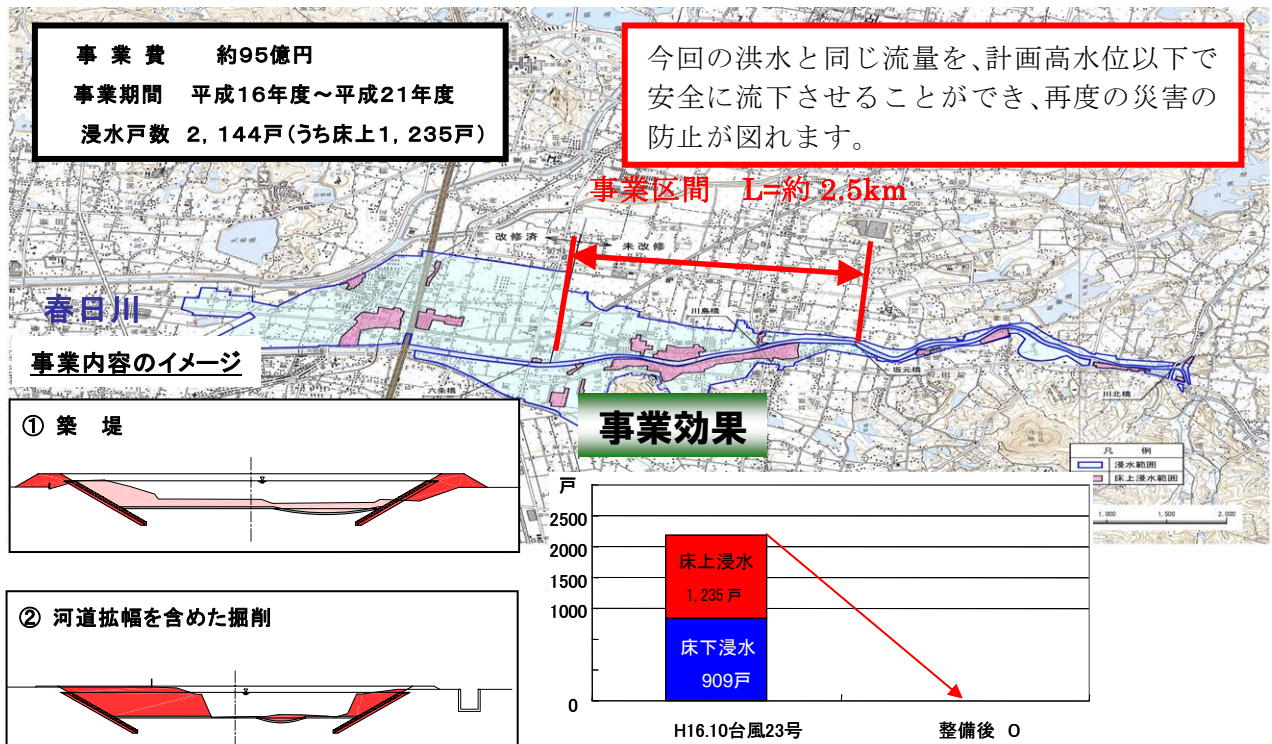 事 業 費　約95億円
事業期間　平成16年度～平成21年度
浸水戸数　2, 144戸(うち床上1, 235戸)
今回の洪水と同じ流量を、計画高水位以下で
安全に流下させることができ、再度の災害の
防止が図れます。
事業区間　L=約 2.5km
改修済
未改修
春日川
川島橋
六条橋
坂元橋
川北橋
事業内容のイメージ
① 築　堤
② 河道拡幅を含めた掘削
事業効果
凡　例
浸水範囲
床上浸水範囲
1,000
1,500
2,000
戸
2500
2000
1500
1000
0
床上浸水
1, 235 戸
床下浸水
909戸
H16.10台風23号
整備後　0